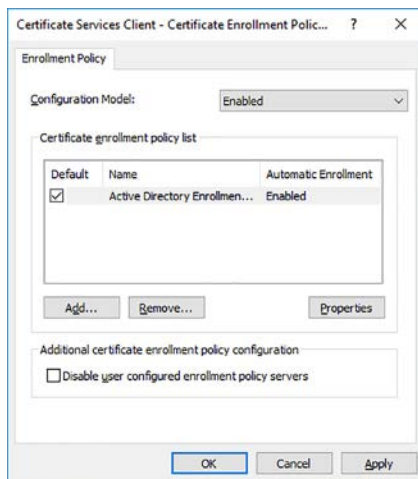 Certificate Services Client - Certificate Enrollment Polic... ? ×
Enrollment Policy
Configuration Model: Enabled
Certificate enrollment policy list
Default Name Automatic Enrollment
Active Directory Enrollmen... Enabled
Add... Remove... Properties
Additional certificate enrollment policy configuration
Disable user configured enrollment policy servers
OK Cancel Apply